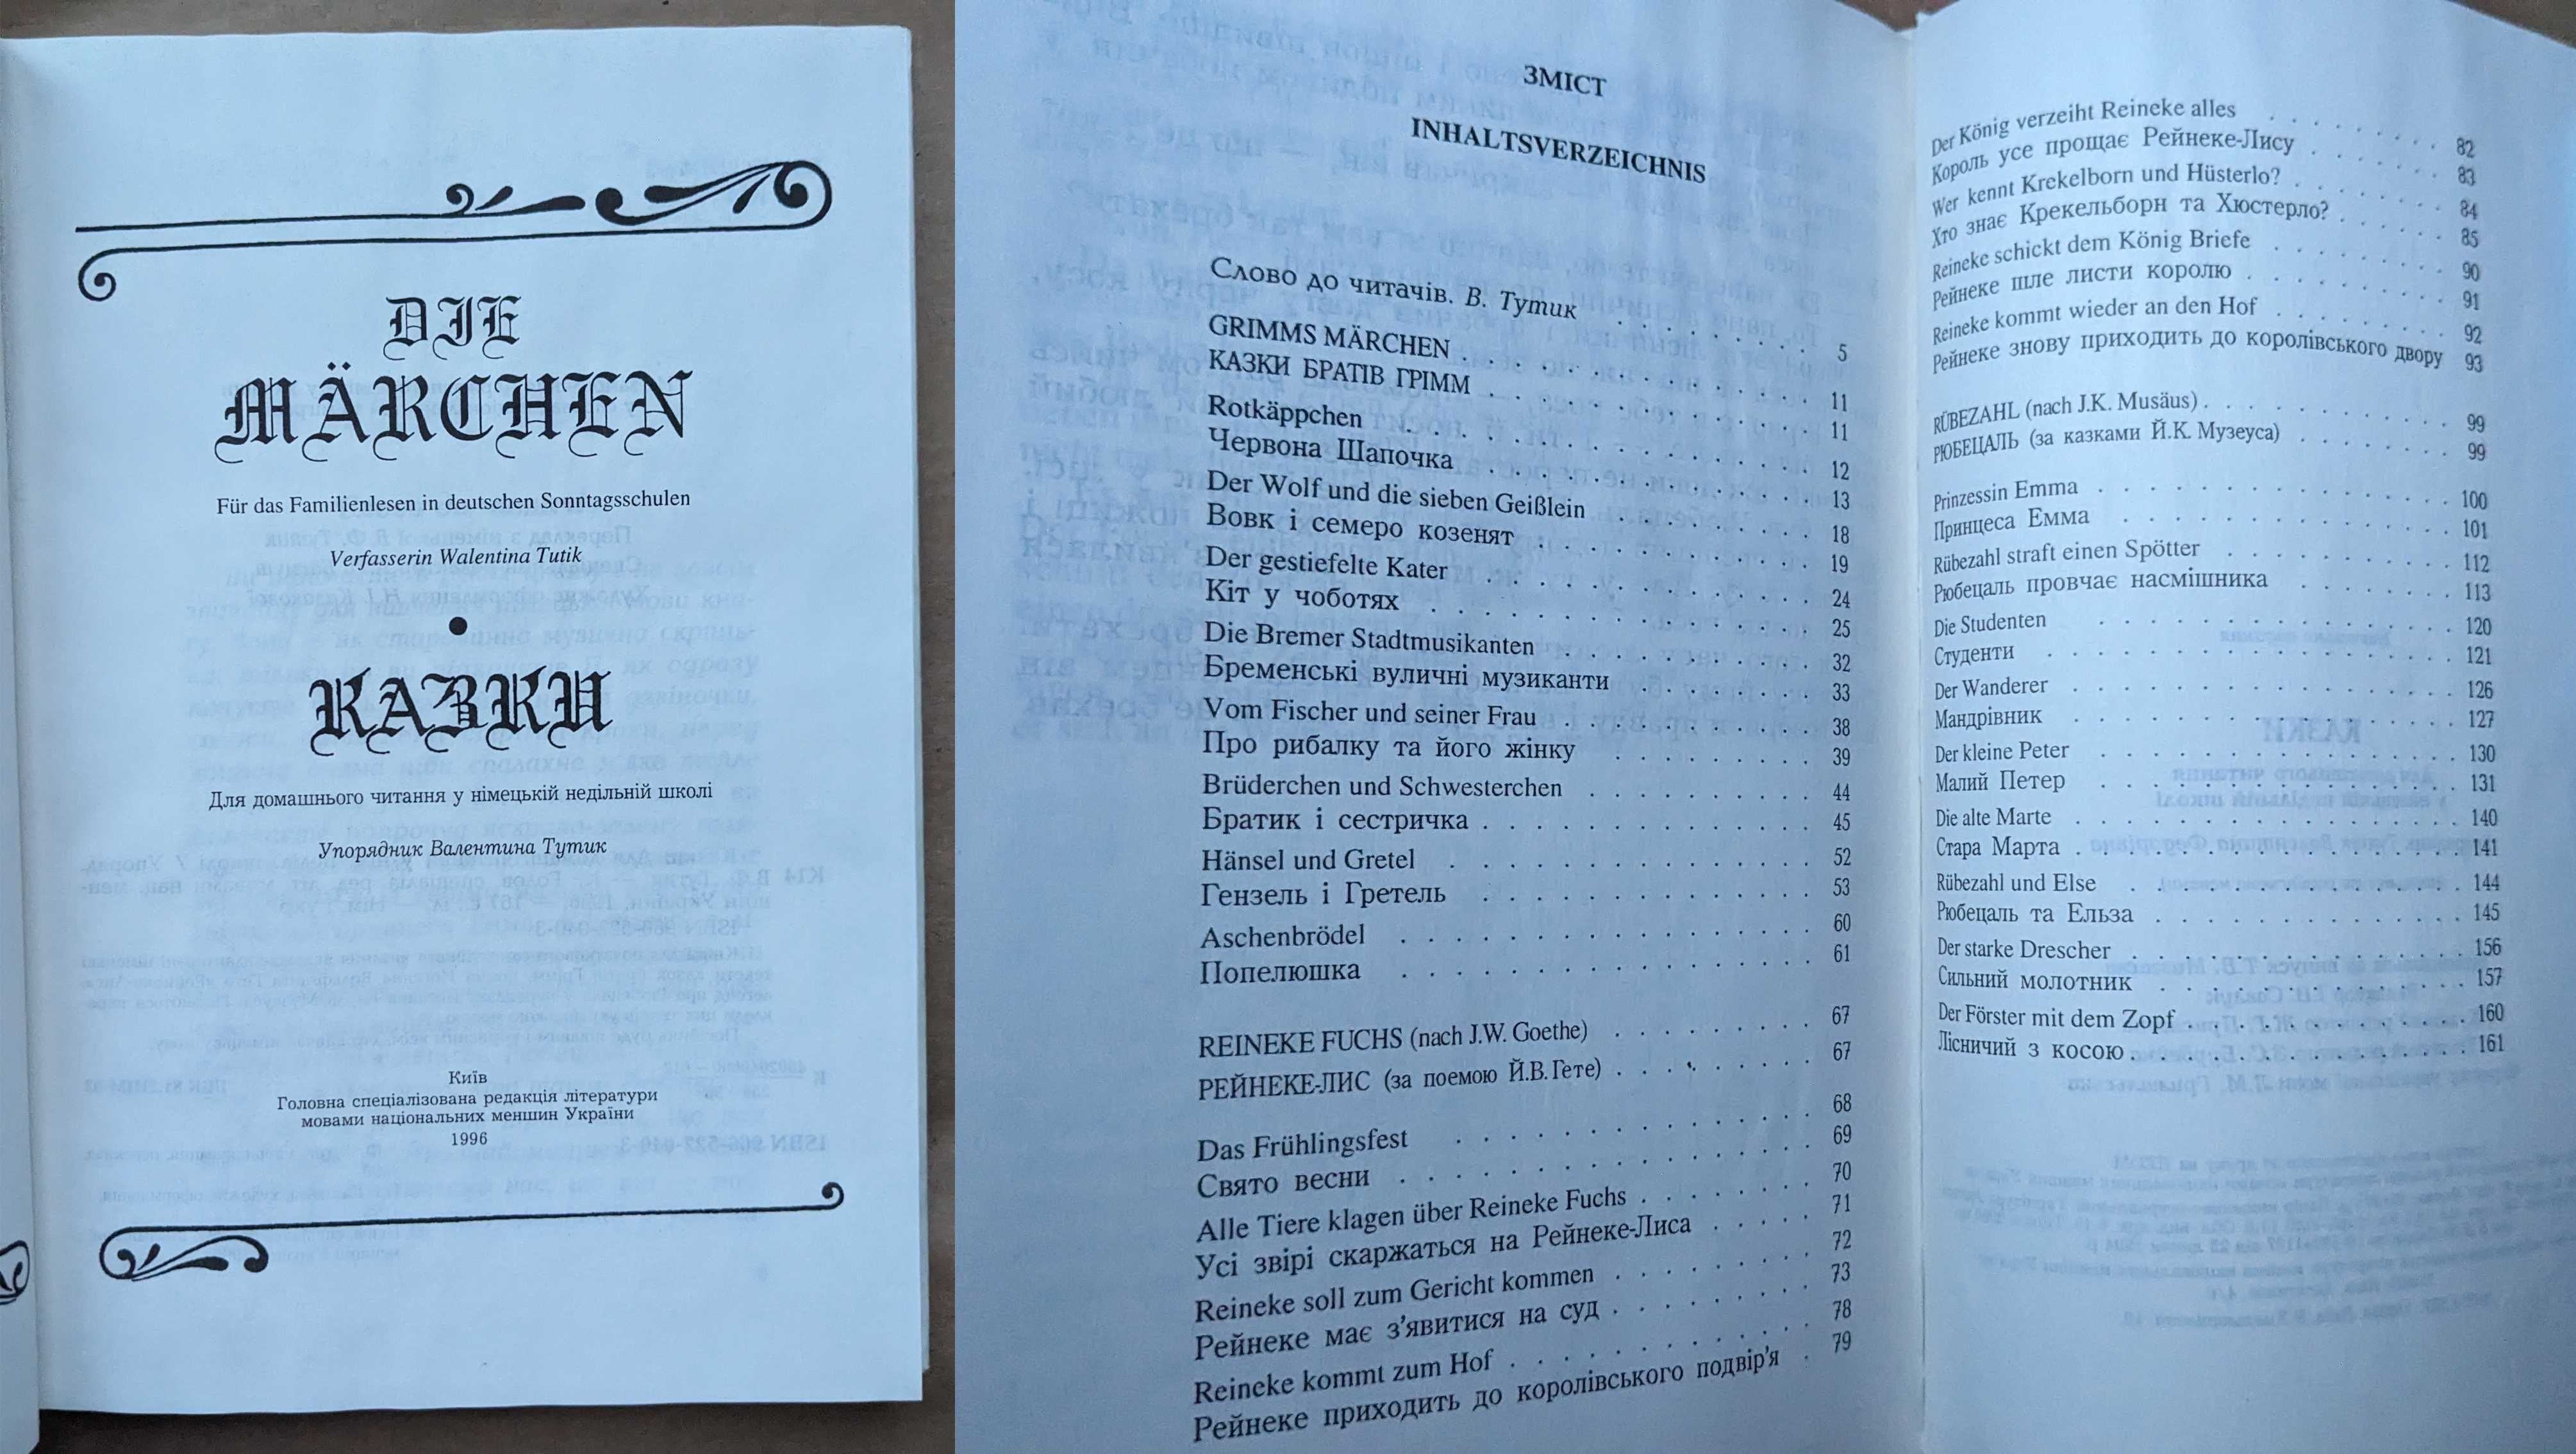 DIE
MÄRCHEN
Für das Familienlesen in deutschen Sonntagsschulen
Verfasserin Walentina Tutik
•
КАЗКИ
Для домашнього читання у німецькій недільній школі
Упорядник Валентина Тутик
Київ
Головна спеціалізована редакція літератури
мовами національних меншин України
1996
ЗМІСТ
INHALTSVERZEICHNIS
Слово до читачів. В. Тутик . . . . . . . . 5
GRIMMS MÄRCHEN . . . . . . . . . . . 11
КАЗКИ БРАТІВ ГРІММ . . . . . . . . . . 11
Rotkäppchen . . . . . . . . . . . . . 12
Червона Шапочка . . . . . . . . . . . 13
Der Wolf und die sieben Geißlein . . . . . . . 18
Вовк і семеро козенят . . . . . . . . . 19
Der gestiefelte Kater . . . . . . . . . . 24
Кіт у чоботях . . . . . . . . . . . . 25
Die Bremer Stadtmusikanten . . . . . . . . 32
Бременські вуличні музиканти . . . . . . . 33
Vom Fischer und seiner Frau . . . . . . . . 38
Про рибалку та його жінку . . . . . . . 39
Brüderchen und Schwesterchen . . . . . . . . 44
Братик і сестричка . . . . . . . . . . . 45
Hänsel und Gretel . . . . . . . . . . . 52
Гензель і Гретель . . . . . . . . . . . 53
Aschenbrödel . . . . . . . . . . . . 60
Попелюшка . . . . . . . . . . . . 61
REINEKE FUCHS (nach J.W. Goethe) . . . . . . . 67
РЕЙНЕКЕ-ЛИС (за поемою Й.В.Гете) . . . . . . . 67
Das Frühlingsfest . . . . . . . . . . . 68
Свято весни . . . . . . . . . . . . 69
Alle Tiere klagen über Reineke Fuchs . . . . . . 70
Усі звірі скаржаться на Рейнеке-Лиса . . . . . 71
Reineke soll zum Gericht kommen . . . . . . . 72
Рейнеке має з'явитися на суд . . . . . . . 73
Reineke kommt zum Hof . . . . . . . . . . 78
Рейнеке приходить до королівського подвір'я . 79
Der König verzeiht Reineke alles . . . . . . . 82
Король усе прощає Рейнеке-Лису . . . . . . 83
Wer kennt Krekelborn und Hüsterlo? . . . . . . 84
Хто знає Крекельборн та Хюстерло? . . . . . 85
Reineke schickt dem König Briefe . . . . . . . 90
Рейнеке шле листи королю . . . . . . . . 91
Reineke kommt wieder an den Hof . . . . . . . 92
Рейнеке знову приходить до королівського двору 93
RÜBEZAHL (nach J.K. Musäus) . . . . . . . . . 99
РЮБЕЦАЛЬ (за казками Й.К. Музеуса) . . . . . . 99
Prinzessin Emma . . . . . . . . . . . . 100
Принцеса Емма . . . . . . . . . . . . 101
Rübezahl straft einen Spötter . . . . . . . . 112
Рюбецаль провчає насмішника . . . . . . 113
Die Studenten . . . . . . . . . . . . 120
Студенти . . . . . . . . . . . . . . 121
Der Wanderer . . . . . . . . . . . . . 126
Мандрівник . . . . . . . . . . . . . 127
Der kleine Peter . . . . . . . . . . . . 130
Малий Петер . . . . . . . . . . . . 131
Die alte Marte . . . . . . . . . . . . 140
Стара Марта . . . . . . . . . . . . . 141
Rübezahl und Else . . . . . . . . . . . 144
Рюбецаль та Ельза . . . . . . . . . . 145
Der starke Drescher . . . . . . . . . . . 156
Сильний молотник . . . . . . . . . . 157
Der Förster mit dem Zopf . . . . . . . . . 160
Лісничий з косою . . . . . . . . . . . 161